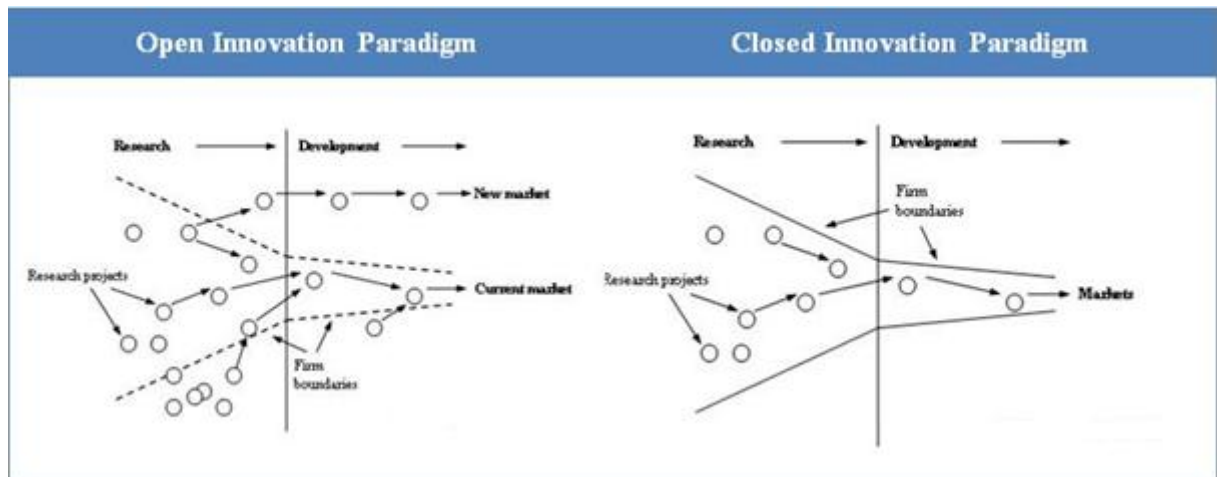 Open Innovation Paradigm
Closed Innovation Paradigm
Research
Development
New market
Research projects
Current market
Firm
boundaries
Research
Development
Firm
boundaries
Research projects
Markets